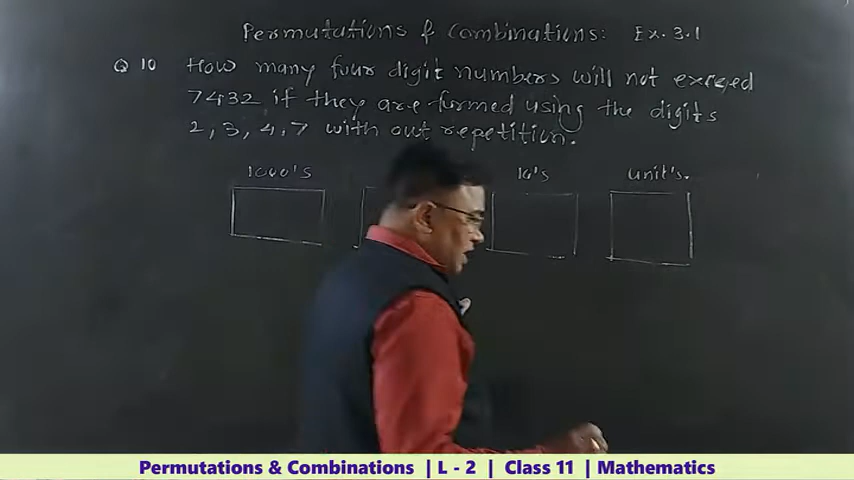 Permutations & Combinations: Ex. 3.1
Q 10 How many four digit numbers will not exceed
7432 if they are formed using the digits
2, 3, 4, 7 with out repetition.
1000's 10's unit's.
Permutations & Combinations | L - 2 | Class 11 | Mathematics